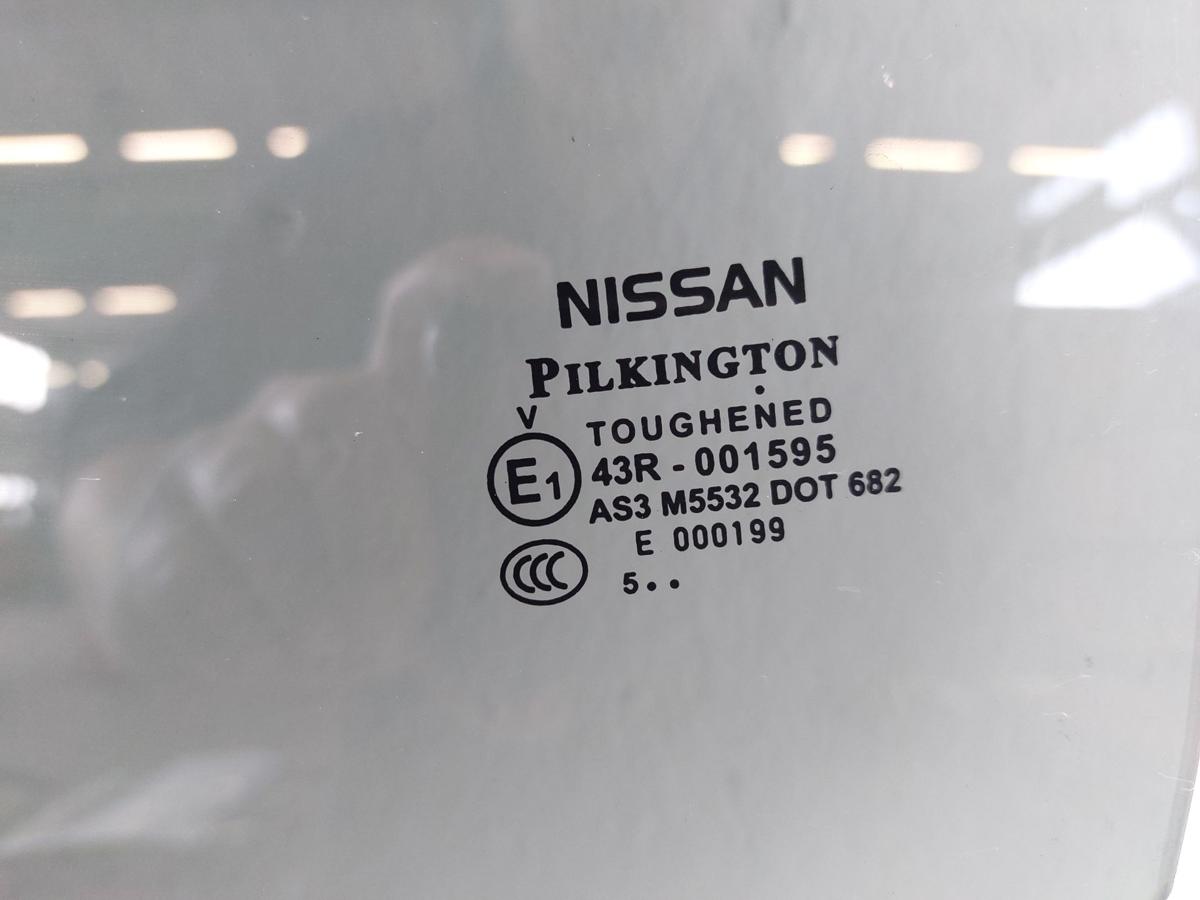 NISSAN
PILKINGTON
V
TOUGHENED
E1 43R - 001595
AS3 M5532 DOT 682
E 000199
CCC
5..